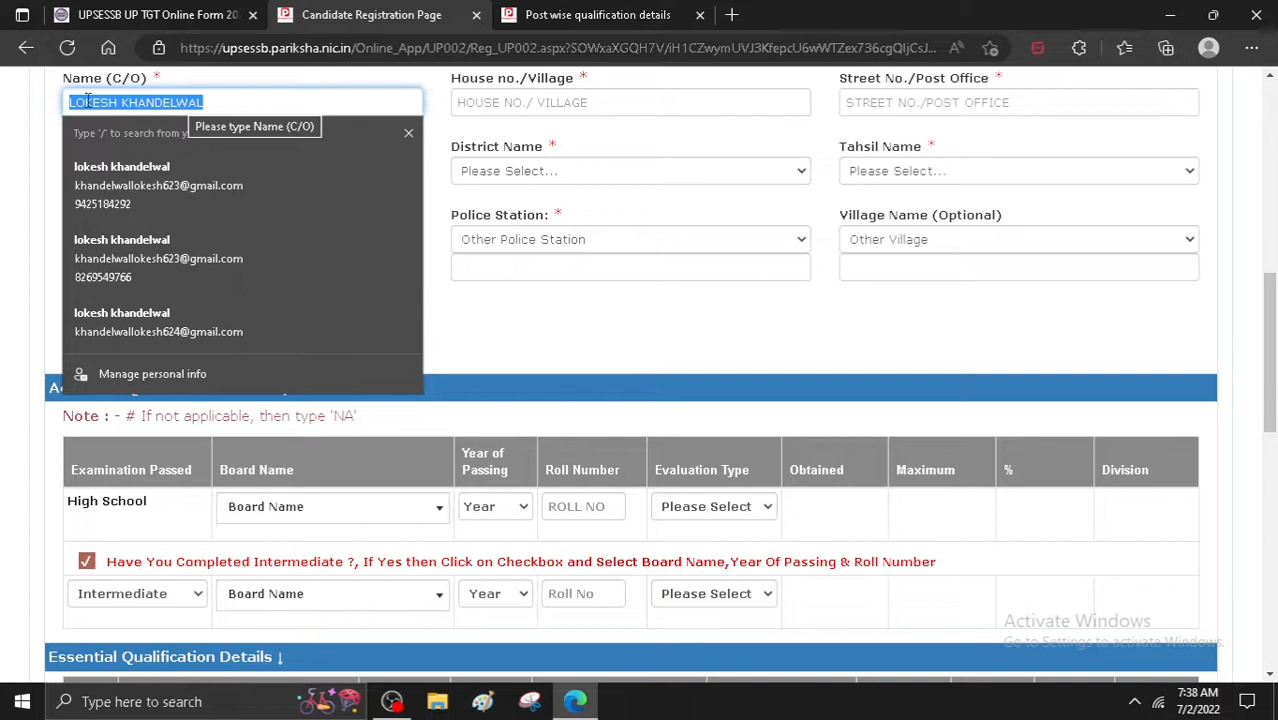 UPSESSB UP TGT Online Form 20
Candidate Registration Page
Post wise qualification details
https://upsessb.pariksha.nic.in/Online_App/UP002/Reg_UP002.aspx?SOWxaXGQH7V/iH1CZwymUVJ3KfepcU6wTWZex736cgQljCsJ...
Name (C/O) *
House no./Village *
Street No./Post Office *
LOKESH KHANDELWAL
HOUSE NO./ VILLAGE
STREET NO./POST OFFICE
Please type Name (C/O)
Type '/' to search from y
District Name *
Tahsil Name *
lokesh khandelwal
Please Select...
Please Select...
khandelwallokesh623@gmail.com
9425184292
Police Station: *
Village Name (Optional)
lokesh khandelwal
Other Police Station
Other Village
khandelwallokesh623@gmail.com
8269549766
lokesh khandelwal
khandelwallokesh624@gmail.com
Manage personal info
Note : - # If not applicable, then type 'NA'
Examination Passed
Board Name
Year of Passing
Roll Number
Evaluation Type
Obtained
Maximum
%
Division
High School
Board Name
Year
ROLL NO
Please Select
Have You Completed Intermediate ?, If Yes then Click on Checkbox and Select Board Name,Year Of Passing & Roll Number
Intermediate
Board Name
Year
Roll No
Please Select
Activate Windows
Go to Settings to activate Windows.
Essential Qualification Details ↓
Type here to search
7:38 AM
7/2/2022